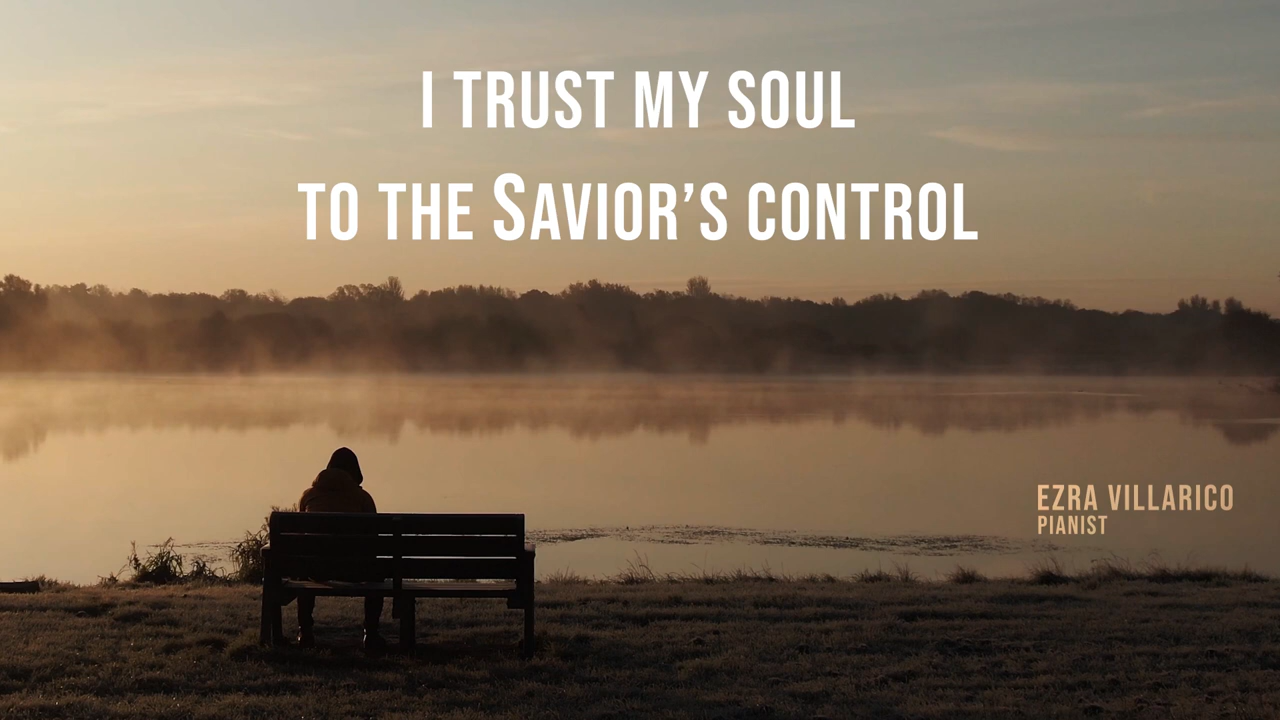 I TRUST MY SOUL
TO THE SAVIOR’S CONTROL
EZRA VILLARICO
PIANIST